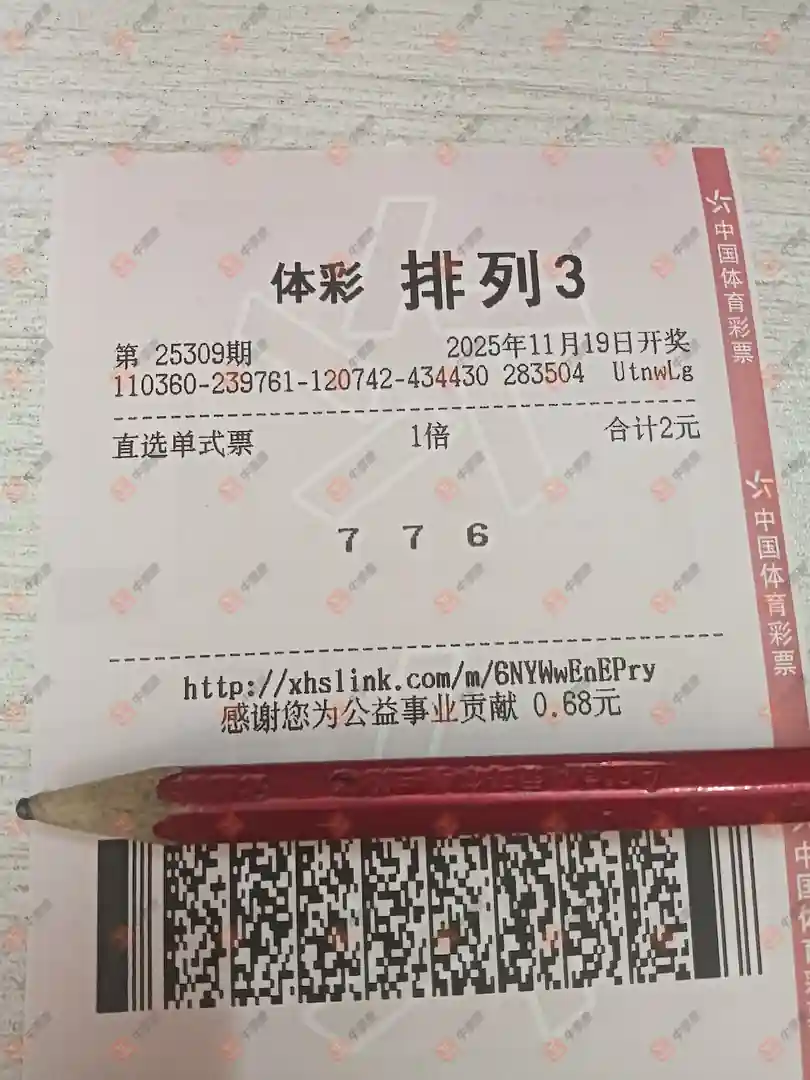 体彩 排列3
第 25309期 2025年11月19日开奖
110360-239761-120742-434430 283504 UtnwLg
直选单式票 1倍 合计2元
7 7 6
http://xhslink.com/m/6NYWwEnEPry
感谢您为公益事业贡献 0.68元
中国体育彩票
中国体育彩票